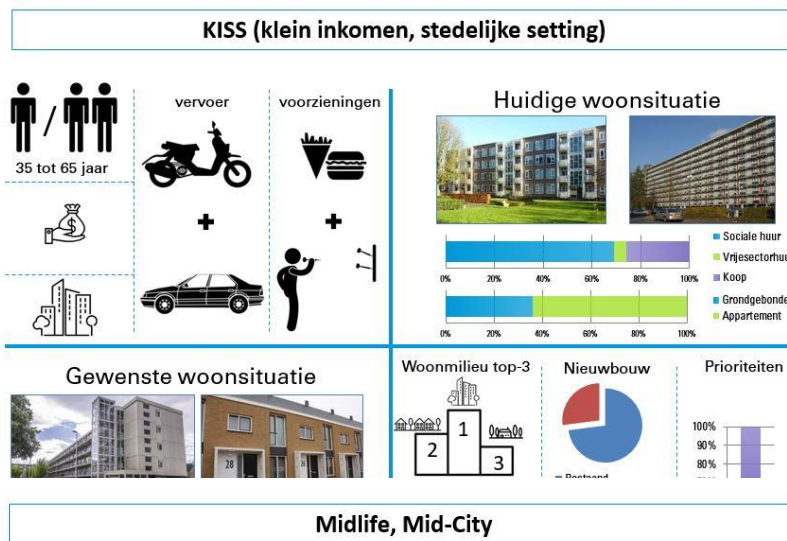 KISS (klein inkomen, stedelijke setting)
35 tot 65 jaar
vervoer
+
voorzieningen
+
Huidige woonsituatie
Sociale huur
Vrijesectorhuu
Koop
0% 20% 40% 60% 80% 100%
Grondgebonde
Appartement
0% 20% 40% 60% 80% 100%
Gewenste woonsituatie
28
Woonmilieu top-3
1
2
3
Nieuwbouw
Prioriteiten
100%
90%
80%
Midlife, Mid-City